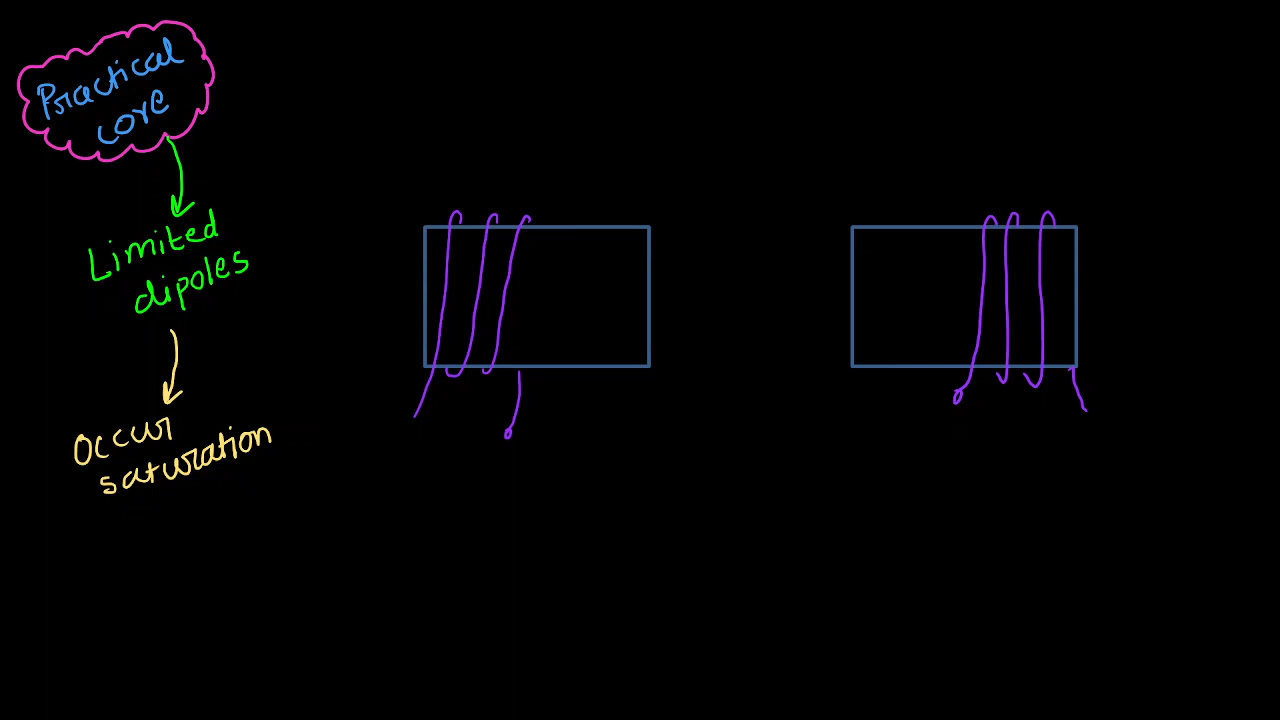 Practical
core
Limited
dipoles
Occur
saturation